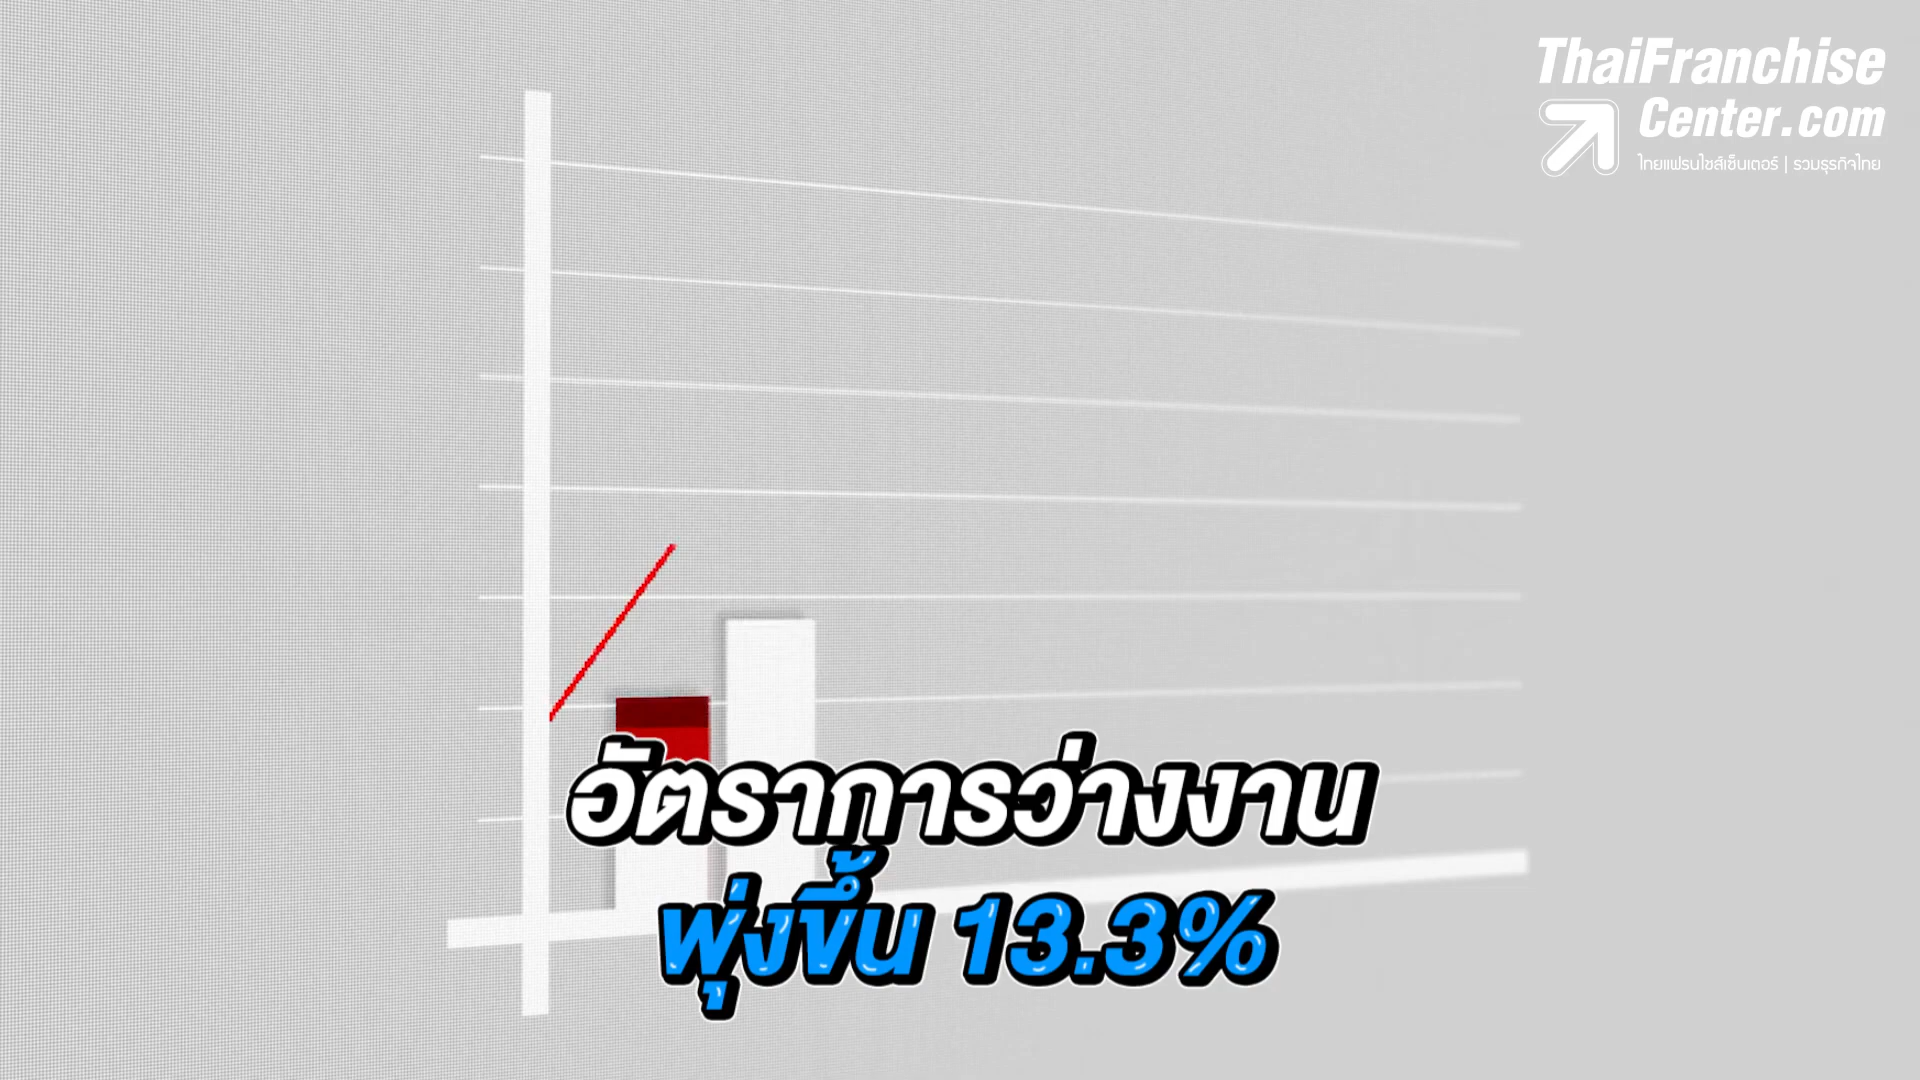 ThaiFranchise
Center.com
ไทยแฟรนไชส์เซ็นเตอร์ | รวมธุรกิจไทย
อัตราการว่างงาน
พุ่งขึ้น 13.3%